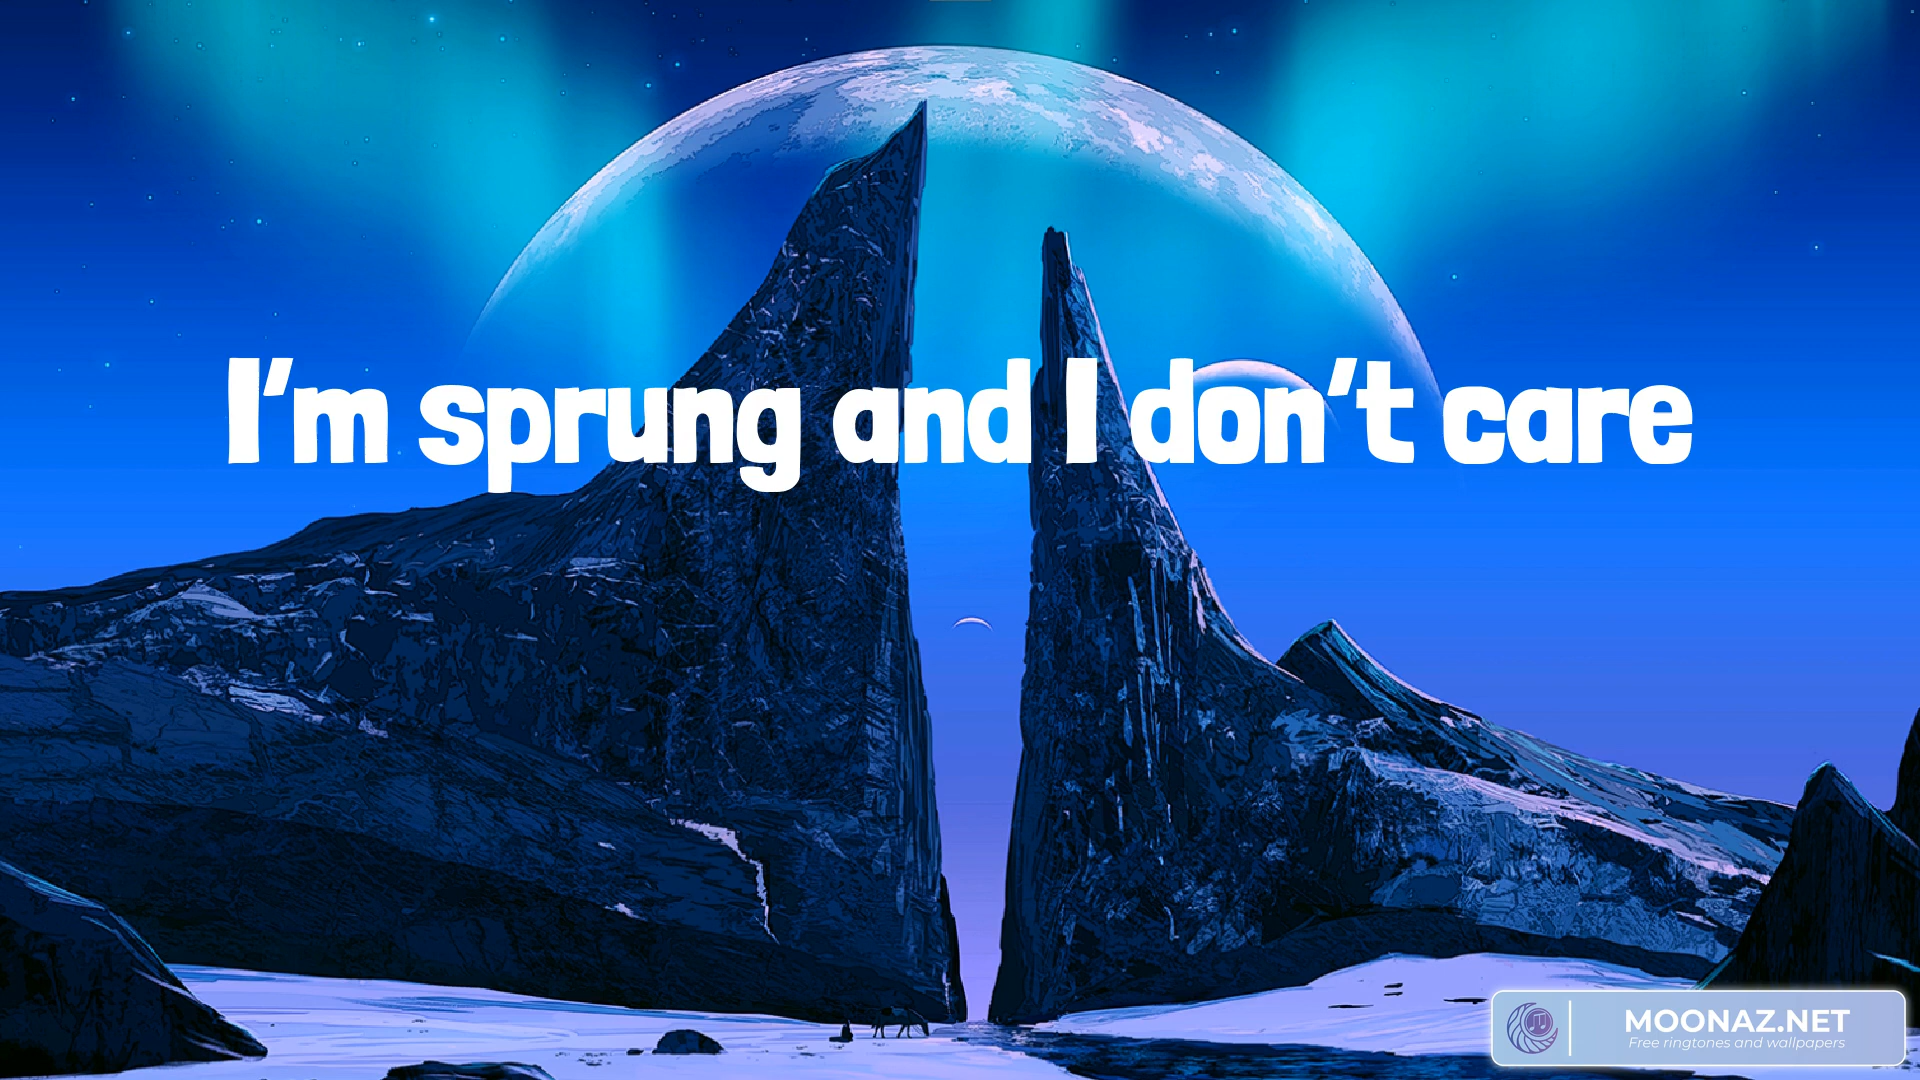 I’m sprung and I don’t care
MOONAZ.NET
Free ringtones and wallpapers